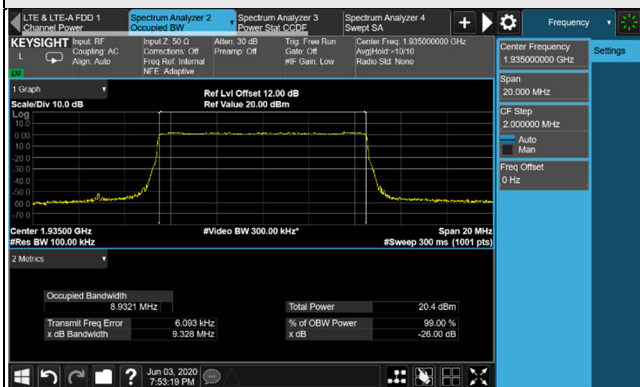 LTE & LTE-A FDD 1
Channel Power
Spectrum Analyzer 2
Occupied BW
Spectrum Analyzer 3
Power Stat CCDF
Spectrum Analyzer 4
Swept SA
+
Frequency
KEYSIGHT
L
Input: RF
Coupling: AC
Align: Auto
Input Z: 50 Ω
Corrections: Off
Freq Ref: Internal
NFE: Adaptive
Atten: 30 dB
Preamp: Off
Trig: Free Run
Gate: Off
#IF Gain: Low
Center Freq: 1.935000000 GHz
Avg|Hold:>10/10
Radio Std: None
Center Frequency
1.935000000 GHz
Settings
Span
20.000 MHz
CF Step
2.000000 MHz
Auto
Man
Freq Offset
0 Hz
1 Graph
Scale/Div 10.0 dB
Ref Lvl Offset 12.00 dB
Ref Value 20.00 dBm
Log
10.0
0.00
-10.0
-20.0
-30.0
-40.0
-50.0
-60.0
-70.0
Center 1.93500 GHz
#Res BW 100.00 kHz
#Video BW 300.00 kHz*
Span 20 MHz
#Sweep 300 ms (1001 pts)
2 Metrics
Occupied Bandwidth
8.9321 MHz
Total Power 20.4 dBm
Transmit Freq Error 6.093 kHz
% of OBW Power 99.00 %
x dB Bandwidth 9.328 MHz
x dB -26.00 dB
?
Jun 03, 2020
7:53:19 PM